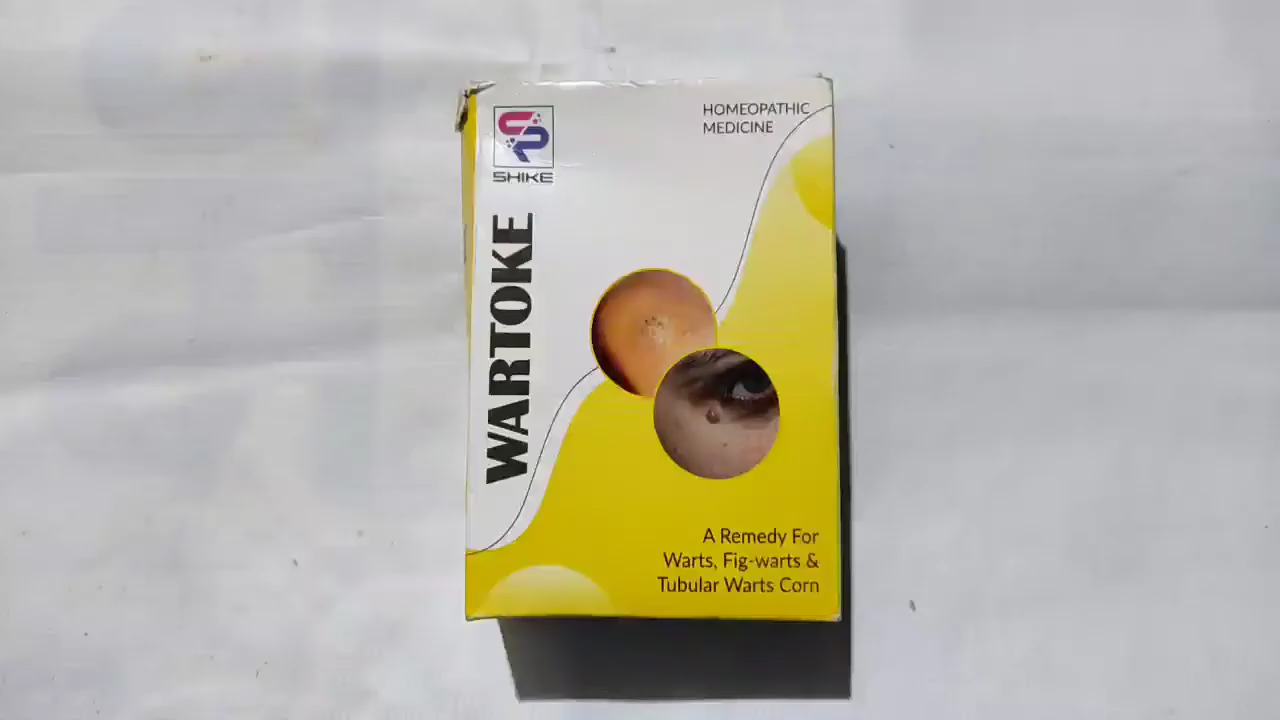 HOMEOPATHIC
MEDICINE
SHIKE
WARTOKE
A Remedy For
Warts, Fig-warts &
Tubular Warts Corn